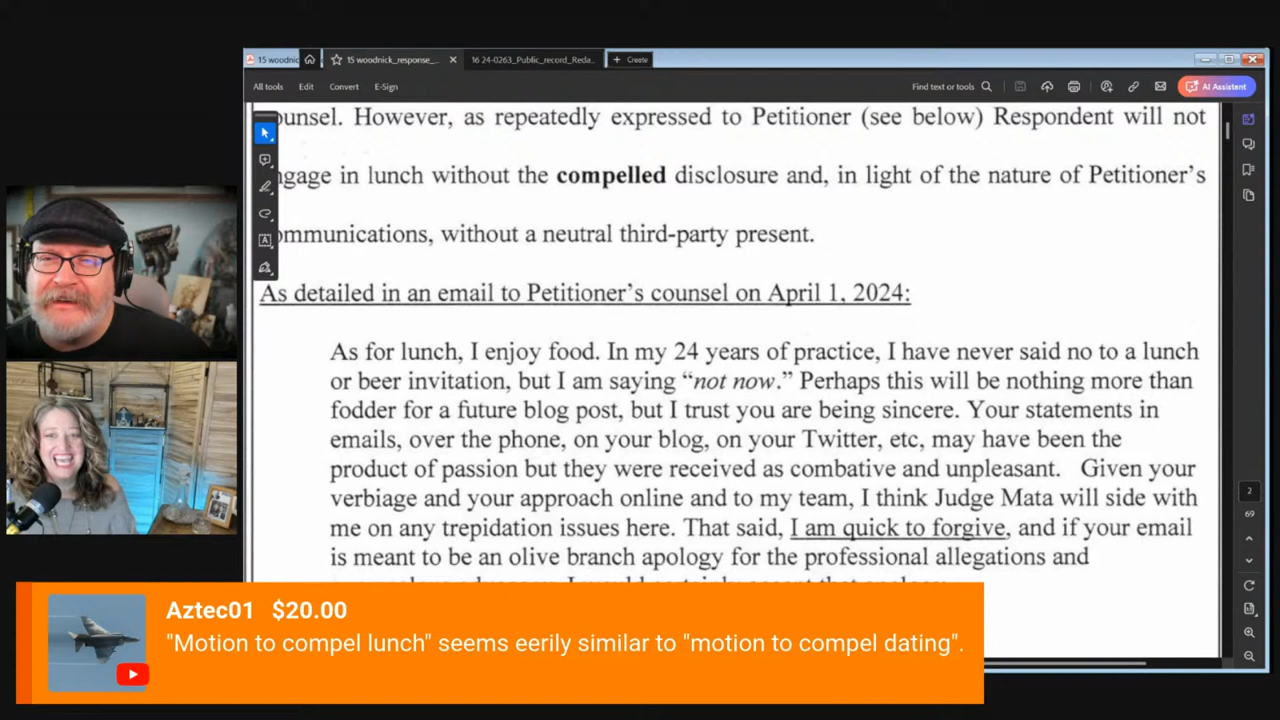 15 woodnic
15 woodnick_response_...
16 24-0263_Public_record_Reda...
+ Create
All tools Edit Convert E-Sign
Find text or tools
AI Assistant
ounsel. However, as repeatedly expressed to Petitioner (see below) Respondent will not
ngage in lunch without the compelled disclosure and, in light of the nature of Petitioner's
ommunications, without a neutral third-party present.
As detailed in an email to Petitioner's counsel on April 1, 2024:
As for lunch, I enjoy food. In my 24 years of practice, I have never said no to a lunch
or beer invitation, but I am saying "not now." Perhaps this will be nothing more than
fodder for a future blog post, but I trust you are being sincere. Your statements in
emails, over the phone, on your blog, on your Twitter, etc, may have been the
product of passion but they were received as combative and unpleasant. Given your
verbiage and your approach online and to my team, I think Judge Mata will side with
me on any trepidation issues here. That said, I am quick to forgive, and if your email
is meant to be an olive branch apology for the professional allegations and
2
69
Aztec01 $20.00
"Motion to compel lunch" seems eerily similar to "motion to compel dating".